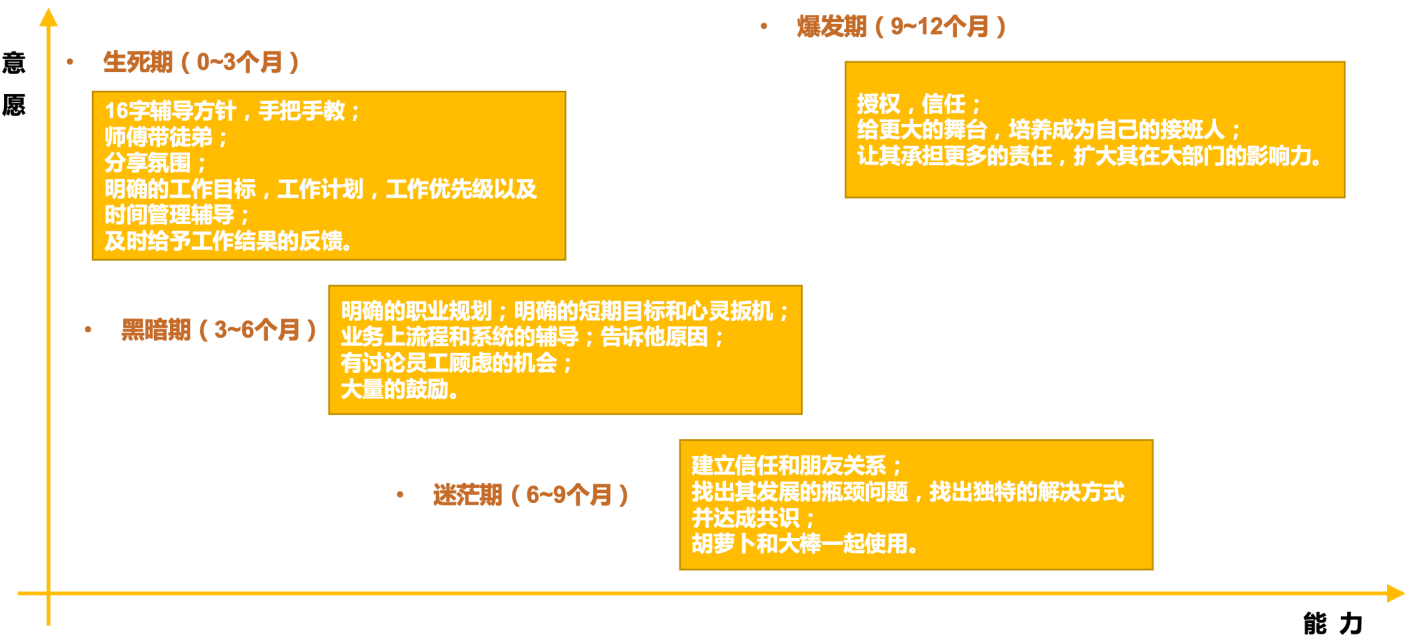 意
愿
• 生死期（0~3个月）
16字辅导方针，手把手教；
师傅带徒弟；
分享氛围；
明确的工作目标，工作计划，工作优先级以及
时间管理辅导；
及时给予工作结果的反馈。
• 爆发期（9~12个月）
授权，信任；
给更大的舞台，培养成为自己的接班人；
让其承担更多的责任，扩大其在大部门的影响力。
• 黑暗期（3~6个月）
明确的职业规划；明确的短期目标和心灵扳机；
业务上流程和系统的辅导；告诉他原因；
有讨论员工顾虑的机会；
大量的鼓励。
• 迷茫期（6~9个月）
建立信任和朋友关系；
找出其发展的瓶颈问题，找出独特的解决方式
并达成共识；
胡萝卜和大棒一起使用。
能 力